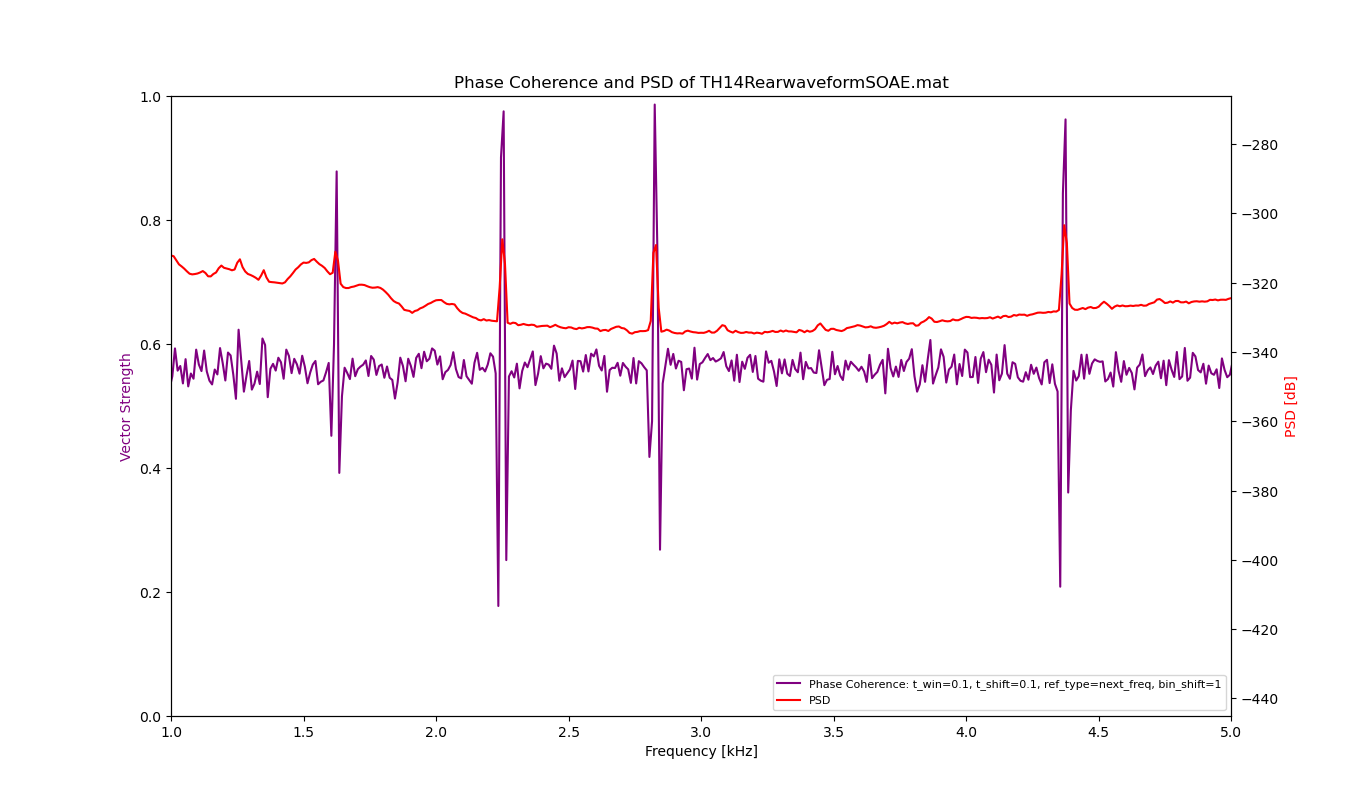 Phase Coherence and PSD of TH14RearwaveformSOAE.mat
1.0
0.8
0.6
0.4
0.2
0.0
Vector Strength
−280
−300
−320
−340
−360
−380
−400
−420
−440
PSD [dB]
Phase Coherence: t_win=0.1, t_shift=0.1, ref_type=next_freq, bin_shift=1
PSD
1.0 1.5 2.0 2.5 3.0 3.5 4.0 4.5 5.0
Frequency [kHz]